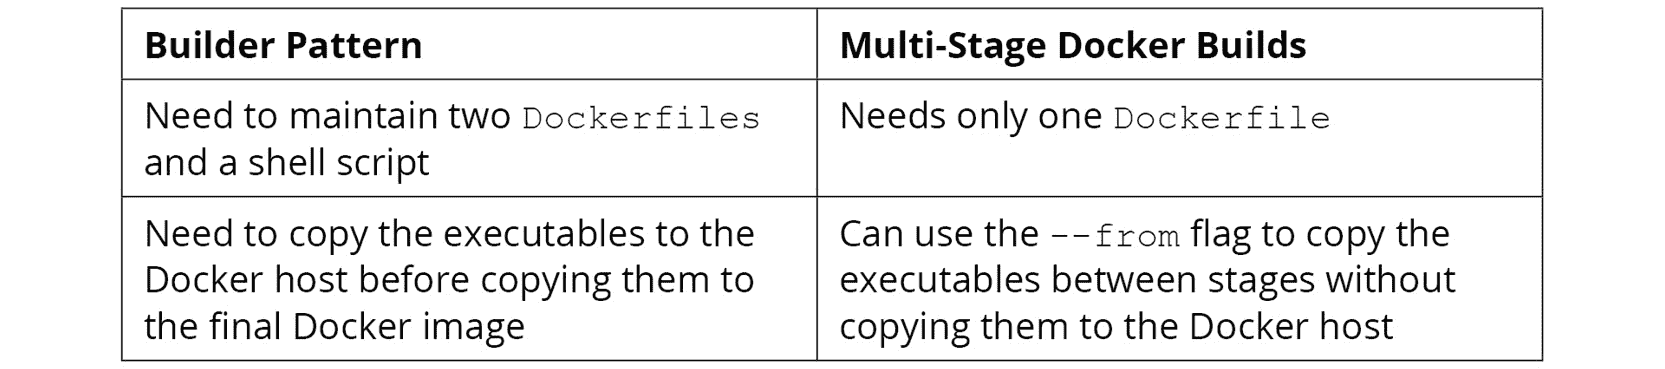 Builder Pattern
Multi-Stage Docker Builds
Need to maintain two Dockerfiles
and a shell script
Needs only one Dockerfile
Need to copy the executables to the
Docker host before copying them to
the final Docker image
Can use the --from flag to copy the
executables between stages without
copying them to the Docker host